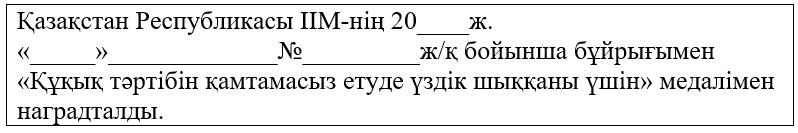 Қазақстан Республикасы ІІМ-нің 20____ж.
«_____»_____________№_________ж/қ бойынша бұйрығымен
«Құқық тәртібін қамтамасыз етуде үздік шыққаны үшін» медалімен
наградталды.